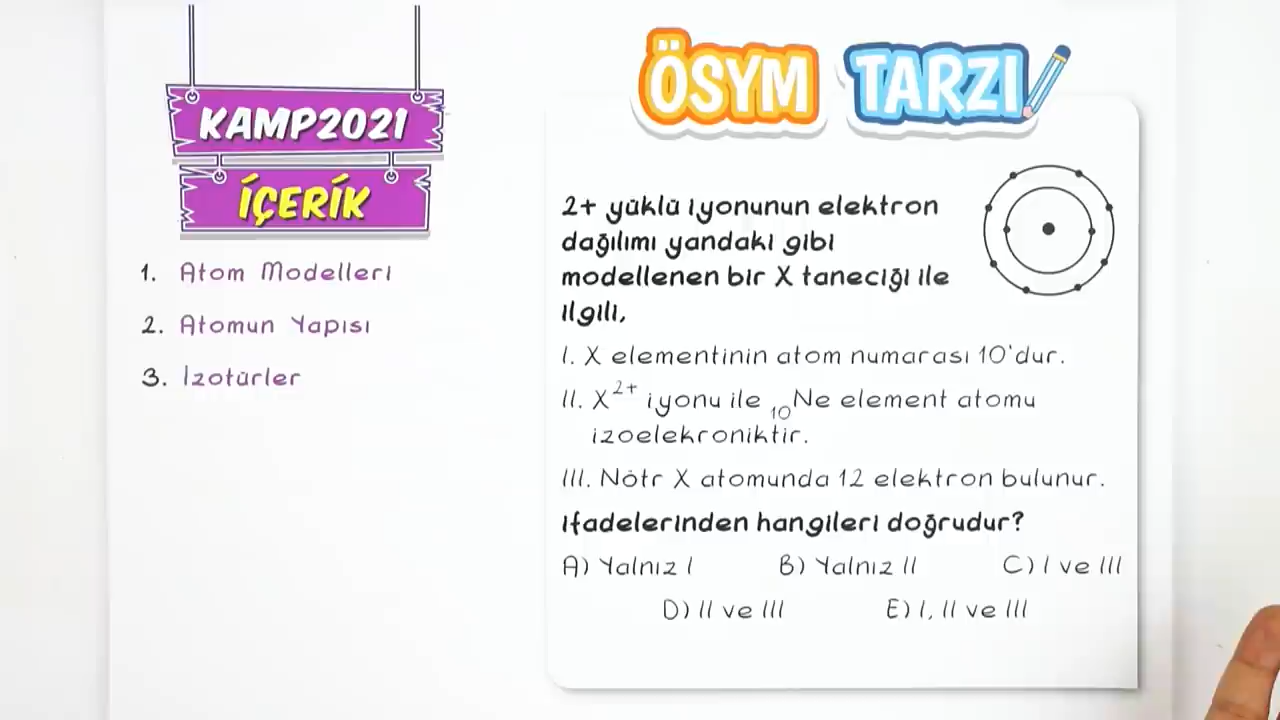 KAMP2021
İÇERİK
1. Atom Modelleri
2. Atomun Yapısı
3. İzotürler
ÖSYM TARZI
2+ yüklü iyonunun elektron
dağılımı yandaki gibi
modellenen bir X taneciği ile
ilgili,
I. X elementinin atom numarası 10'dur.
II. X²⁺ iyonu ile ₁₀Ne element atomu
izoelekroniktir.
III. Nötr X atomunda 12 elektron bulunur.
ifadelerinden hangileri doğrudur?
A) Yalnız I B) Yalnız II C) I ve III
D) II ve III E) I, II ve III